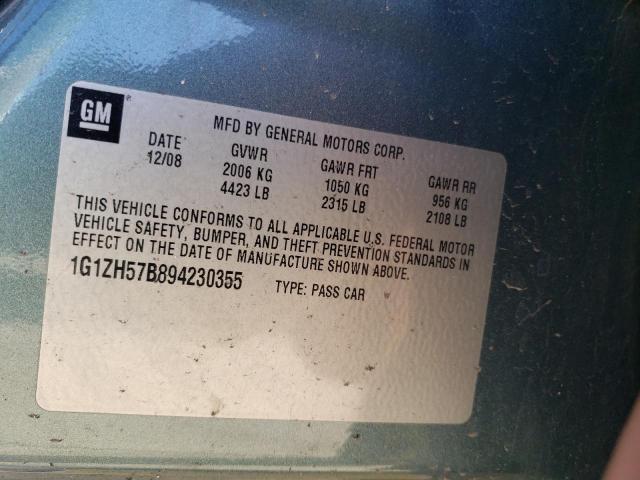 GM ®
MFD BY GENERAL MOTORS CORP.
DATE GVWR GAWR FRT GAWR RR
12/08 2006 KG 1050 KG 956 KG
4423 LB 2315 LB 2108 LB
THIS VEHICLE CONFORMS TO ALL APPLICABLE U.S. FEDERAL MOTOR
VEHICLE SAFETY, BUMPER, AND THEFT PREVENTION STANDARDS IN
EFFECT ON THE DATE OF MANUFACTURE SHOWN ABOVE.
1G1ZH57B894230355 TYPE: PASS CAR